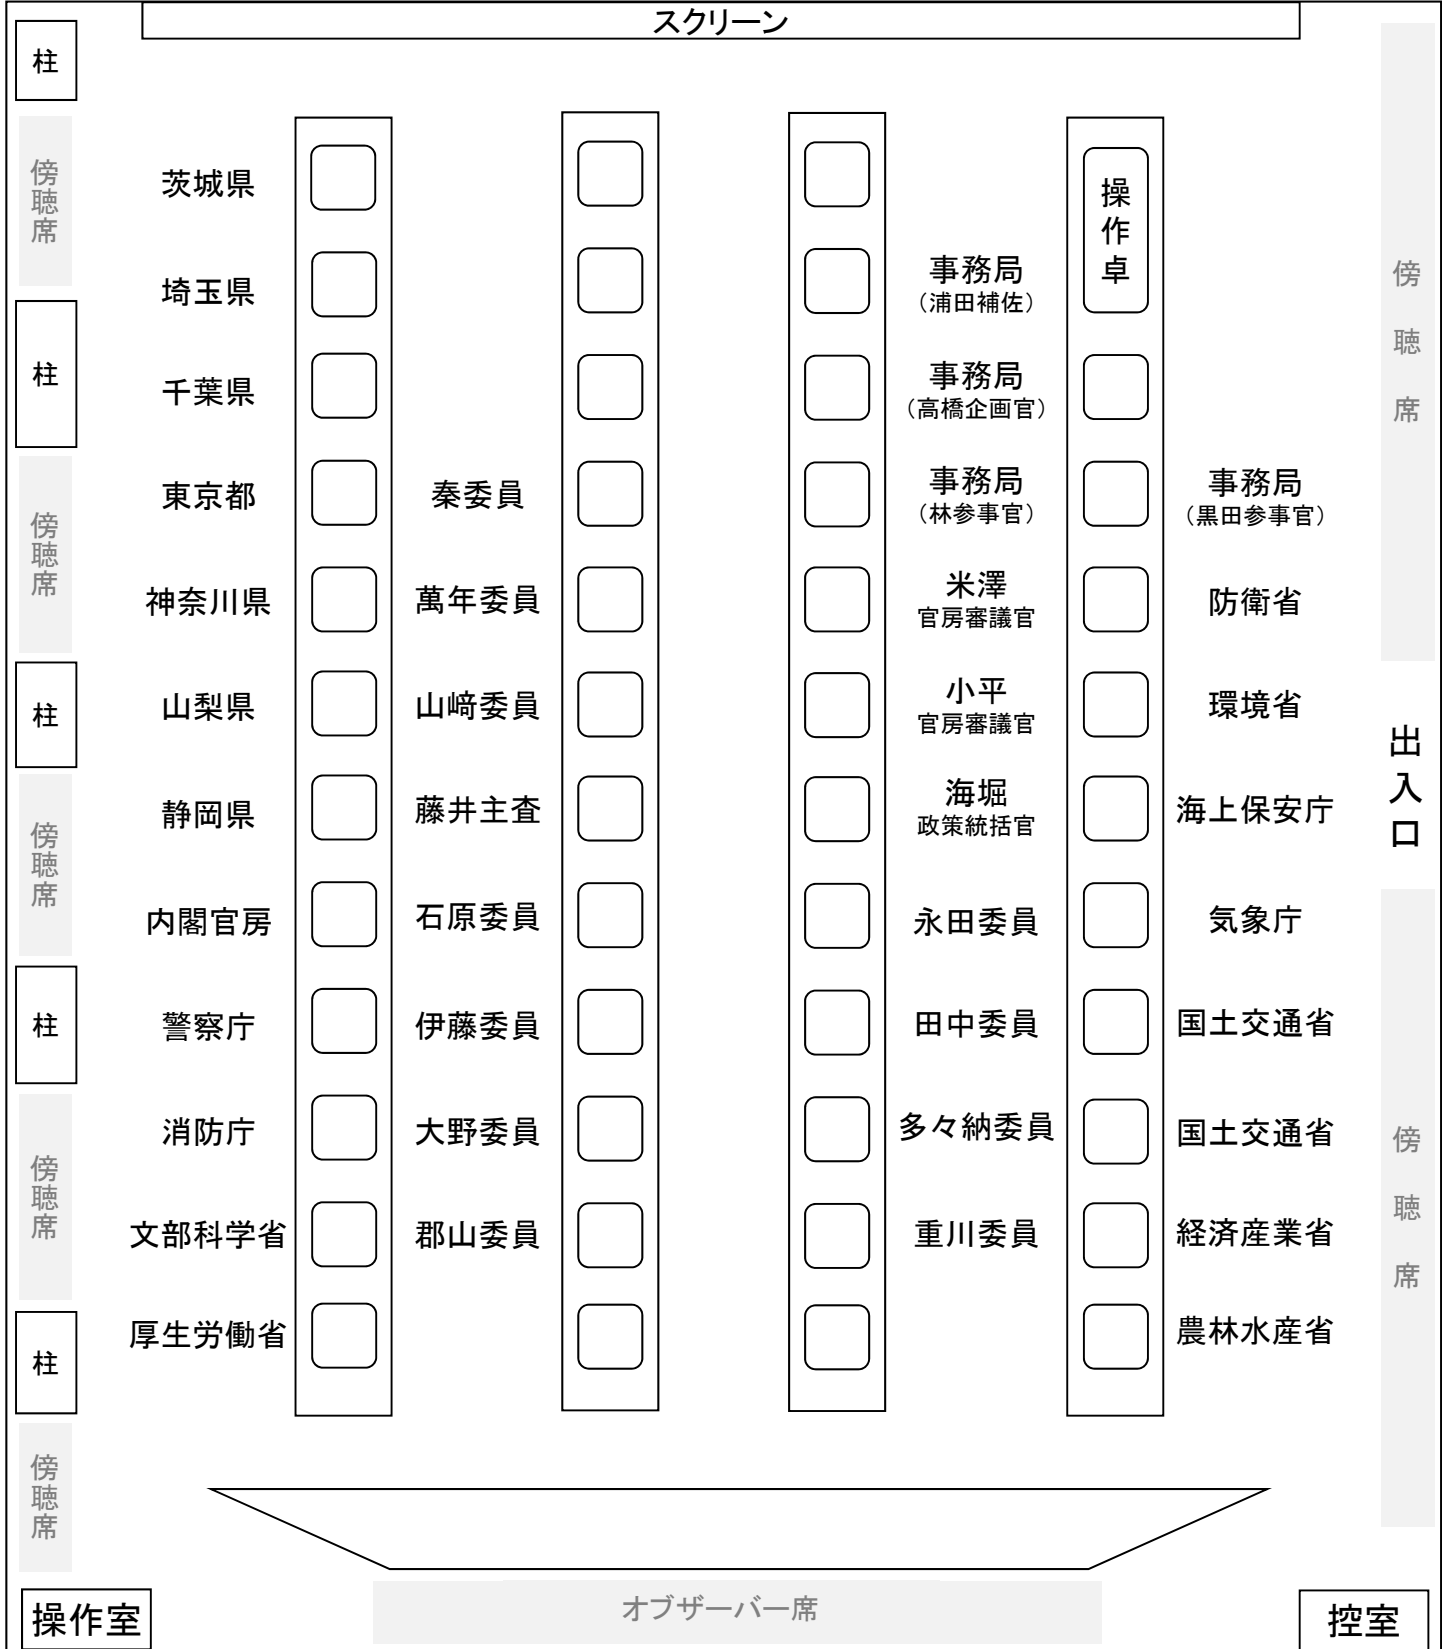 スクリーン
柱
傍聴席
柱
傍聴席
柱
傍聴席
柱
傍聴席
柱
傍聴席
茨城県
埼玉県
千葉県
東京都
神奈川県
山梨県
静岡県
内閣官房
警察庁
消防庁
文部科学省
厚生労働省
秦委員
萬年委員
山﨑委員
藤井主査
石原委員
伊藤委員
大野委員
郡山委員
事務局
（浦田補佐）
事務局
（高橋企画官）
事務局
（林参事官）
米澤
官房審議官
小平
官房審議官
海堀
政策統括官
永田委員
田中委員
多々納委員
重川委員
操作卓
事務局
（黒田参事官）
防衛省
環境省
海上保安庁
気象庁
国土交通省
国土交通省
経済産業省
農林水産省
傍聴席
出入口
傍聴席
操作室
オブザーバー席
控室